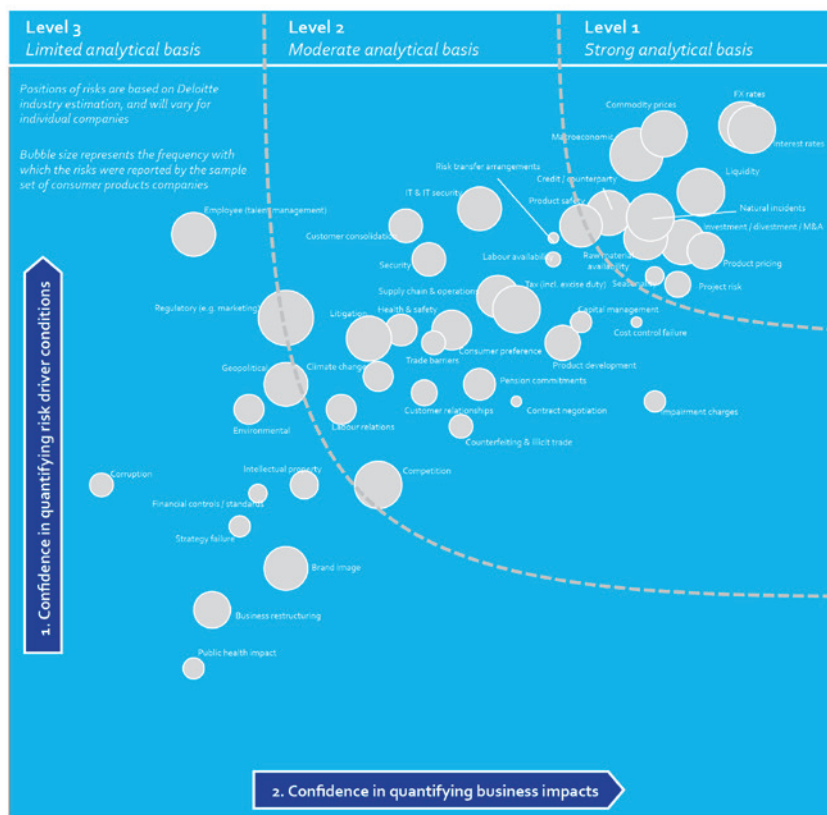 Level 3
Limited analytical basis
Level 2
Moderate analytical basis
Level 1
Strong analytical basis
Positions of risks are based on Deloitte
industry estimation, and will vary for
individual companies
Bubble size represents the frequency with
which the risks were reported by the sample
set of consumer products companies
FX rates
Commodity prices
Interest rates
Macroeconomic
Risk transfer arrangements
Credit / counterparty
Liquidity
IT & IT security
Product safety
Natural incidents
Employee (talent management)
Customer consolidation
Investment / divestment / M&A
Security
Labour availability
Raw material
availability
Product pricing
Supply chain & operations
Tax (incl. excise duty)
Seasonality
Project risk
Regulatory (e.g. marketing)
Litigation
Health & safety
Capital management
Cost control failure
Trade barriers
Consumer preference
Product development
Geopolitical
Climate change
Pension commitments
Customer relationships
Contract negotiation
Impairment charges
Environmental
Labour relations
Counterfeiting & illicit trade
Corruption
Intellectual property
Competition
Financial controls / standards
Strategy failure
Brand image
Business restructuring
Public health impact
1. Confidence in quantifying risk driver conditions
2. Confidence in quantifying business impacts